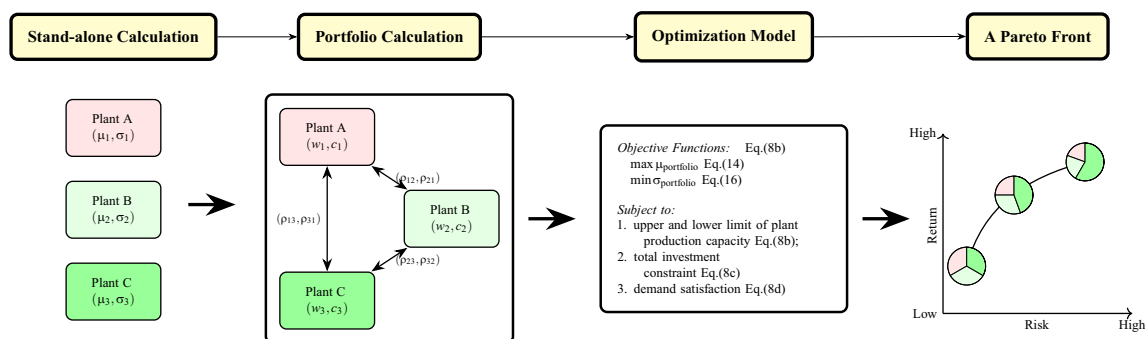 Stand-alone Calculation
Portfolio Calculation
Optimization Model
A Pareto Front
Plant A
(μ₁, σ₁)
Plant B
(μ₂, σ₂)
Plant C
(μ₃, σ₃)
Plant A
(w₁, c₁)
(ρ₁₂, ρ₂₁)
(ρ₁₃, ρ₃₁)
Plant B
(w₂, c₂)
(ρ₂₃, ρ₃₂)
Plant C
(w₃, c₃)
Objective Functions: Eq.(8b)
max μportfolio Eq.(14)
min σportfolio Eq.(16)
Subject to:
1. upper and lower limit of plant
production capacity Eq.(8b);
2. total investment
constraint Eq.(8c)
3. demand satisfaction Eq.(8d)
High
Return
Low
Risk
High